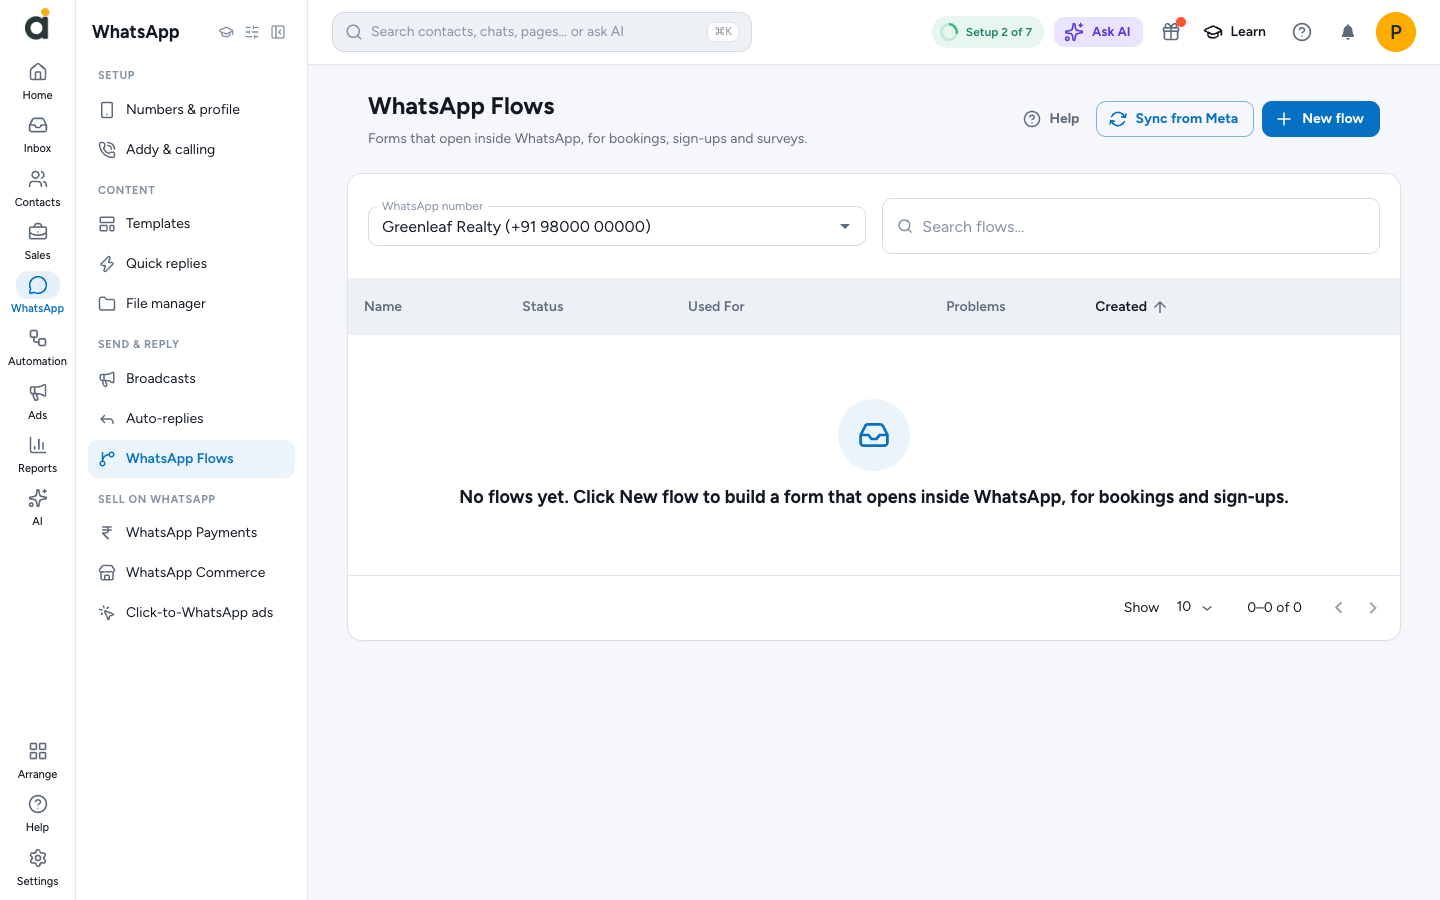 WhatsApp
Search contacts, chats, pages... or ask AI
⌘K
Setup 2 of 7
Ask AI
Learn
P
Home
Inbox
Contacts
Sales
WhatsApp
Automation
Ads
Reports
AI
Arrange
Help
Settings
SETUP
Numbers & profile
Addy & calling
CONTENT
Templates
Quick replies
File manager
SEND & REPLY
Broadcasts
Auto-replies
WhatsApp Flows
SELL ON WHATSAPP
WhatsApp Payments
WhatsApp Commerce
Click-to-WhatsApp ads
WhatsApp Flows
Forms that open inside WhatsApp, for bookings, sign-ups and surveys.
Help
Sync from Meta
New flow
WhatsApp number
Greenleaf Realty (+91 98000 00000)
Search flows...
Name Status Used For Problems Created
No flows yet. Click New flow to build a form that opens inside WhatsApp, for bookings and sign-ups.
Show 10 0–0 of 0